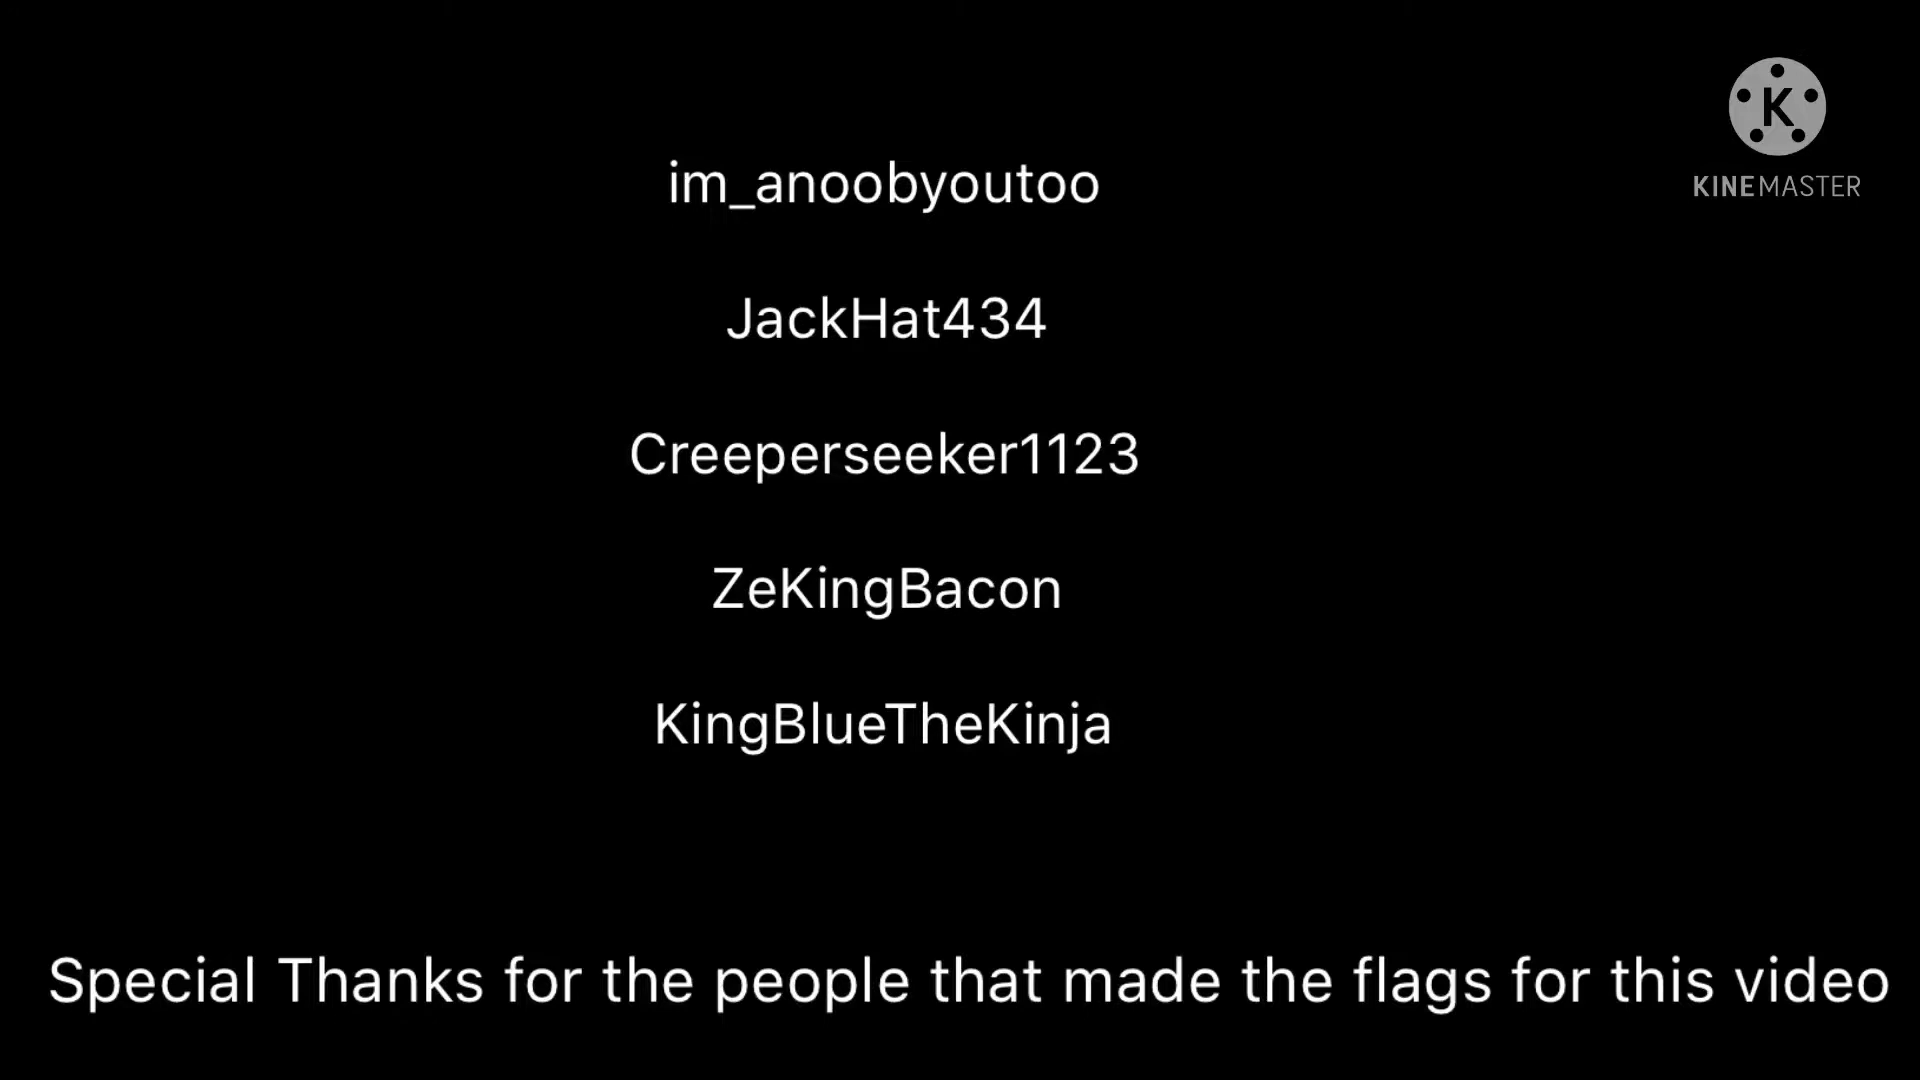 K
KINEMASTER
im_anoobyoutoo
JackHat434
Creeperseeker1123
ZeKingBacon
KingBlueTheKinja
Special Thanks for the people that made the flags for this video